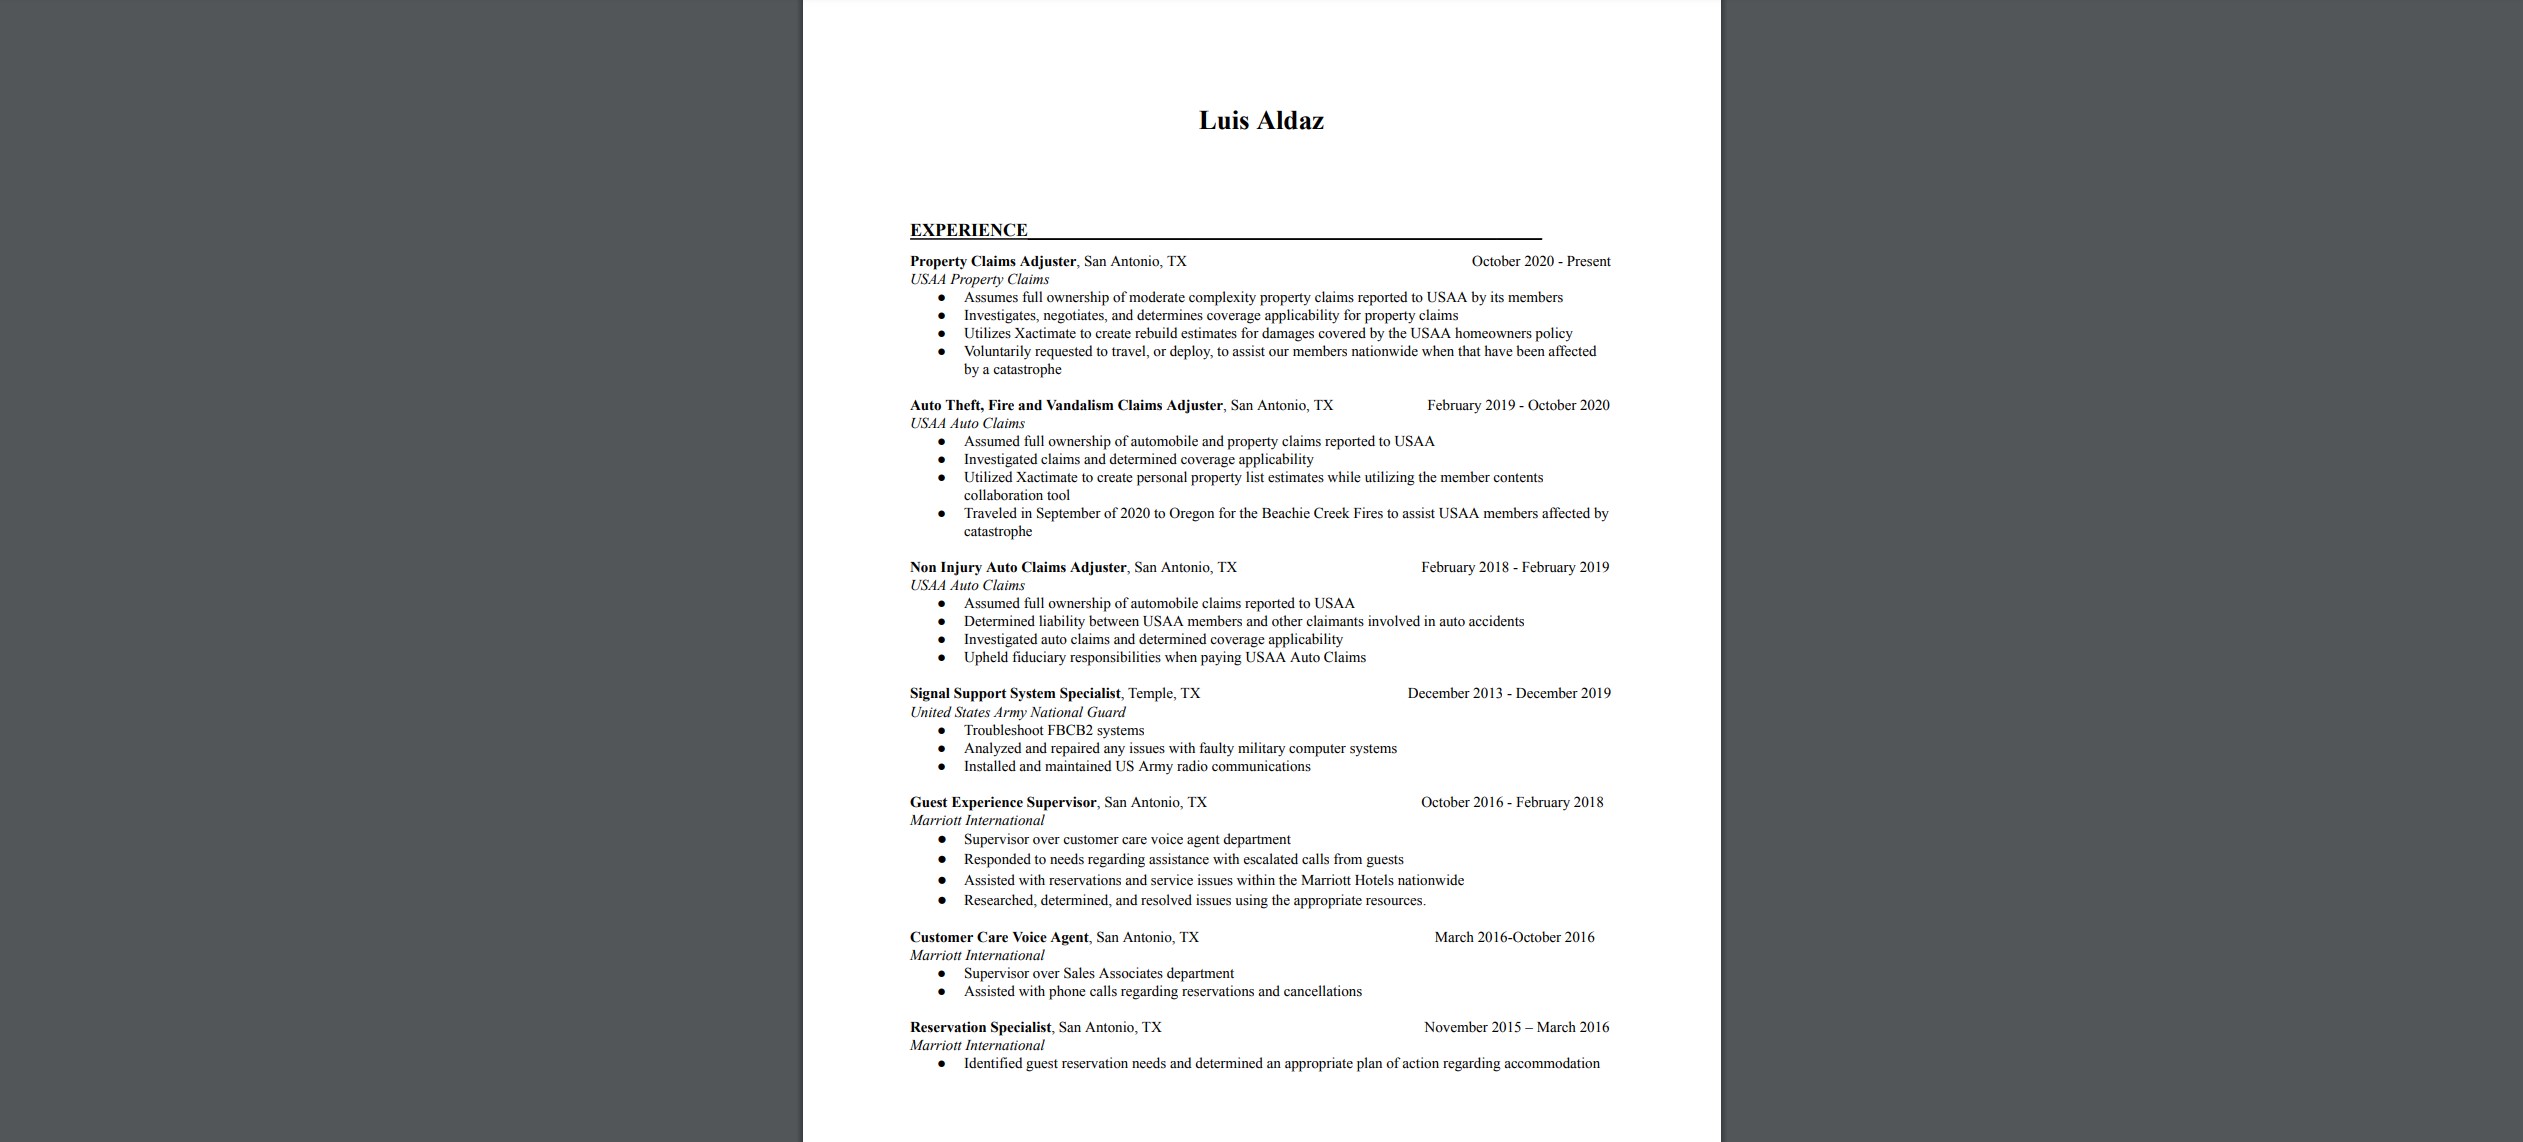 Luis Aldaz
EXPERIENCE
Property Claims Adjuster, San Antonio, TX October 2020 - Present
USAA Property Claims
● Assumes full ownership of moderate complexity property claims reported to USAA by its members
● Investigates, negotiates, and determines coverage applicability for property claims
● Utilizes Xactimate to create rebuild estimates for damages covered by the USAA homeowners policy
● Voluntarily requested to travel, or deploy, to assist our members nationwide when that have been affected
by a catastrophe
Auto Theft, Fire and Vandalism Claims Adjuster, San Antonio, TX February 2019 - October 2020
USAA Auto Claims
● Assumed full ownership of automobile and property claims reported to USAA
● Investigated claims and determined coverage applicability
● Utilized Xactimate to create personal property list estimates while utilizing the member contents
collaboration tool
● Traveled in September of 2020 to Oregon for the Beachie Creek Fires to assist USAA members affected by
catastrophe
Non Injury Auto Claims Adjuster, San Antonio, TX February 2018 - February 2019
USAA Auto Claims
● Assumed full ownership of automobile claims reported to USAA
● Determined liability between USAA members and other claimants involved in auto accidents
● Investigated auto claims and determined coverage applicability
● Upheld fiduciary responsibilities when paying USAA Auto Claims
Signal Support System Specialist, Temple, TX December 2013 - December 2019
United States Army National Guard
● Troubleshoot FBCB2 systems
● Analyzed and repaired any issues with faulty military computer systems
● Installed and maintained US Army radio communications
Guest Experience Supervisor, San Antonio, TX October 2016 - February 2018
Marriott International
● Supervisor over customer care voice agent department
● Responded to needs regarding assistance with escalated calls from guests
● Assisted with reservations and service issues within the Marriott Hotels nationwide
● Researched, determined, and resolved issues using the appropriate resources.
Customer Care Voice Agent, San Antonio, TX March 2016-October 2016
Marriott International
● Supervisor over Sales Associates department
● Assisted with phone calls regarding reservations and cancellations
Reservation Specialist, San Antonio, TX November 2015 – March 2016
Marriott International
● Identified guest reservation needs and determined an appropriate plan of action regarding accommodation